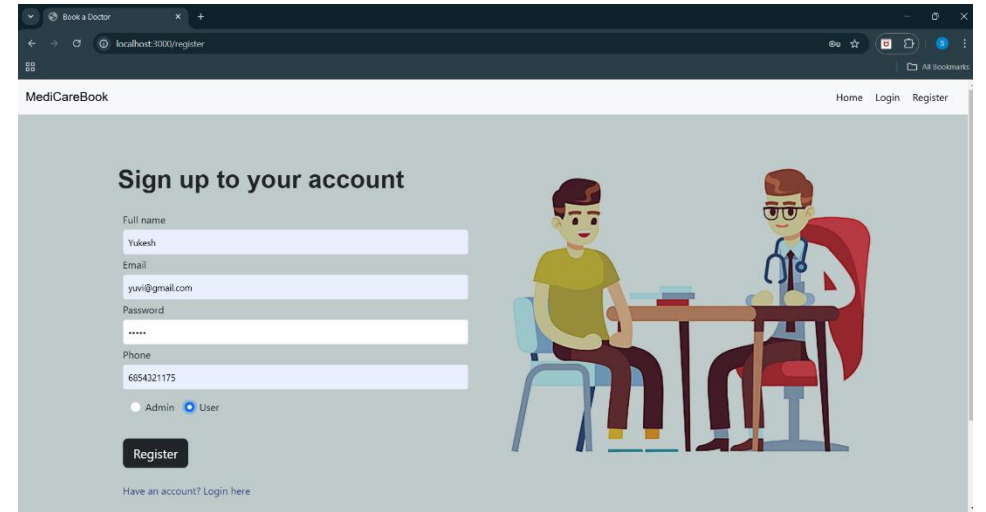 Book a Doctor
localhost:3000/register
S
All Bookmarks
MediCareBook
Home Login Register
Sign up to your account
Full name
Yukesh
Email
yuvi@gmail.com
Password
•••••
Phone
6854321175
Admin User
Register
Have an account? Login here